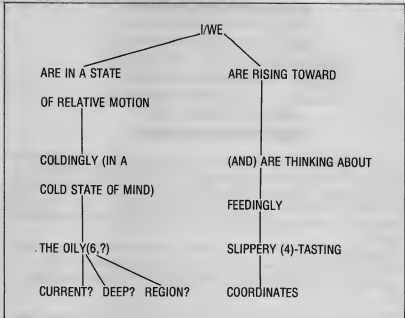 I/WE
ARE IN A STATE
ARE RISING TOWARD
OF RELATIVE MOTION
COLDINGLY (IN A
(AND) ARE THINKING ABOUT
COLD STATE OF MIND)
FEEDINGLY
THE OILY(6,?)
SLIPPERY (4)-TASTING
CURRENT? DEEP? REGION?
COORDINATES